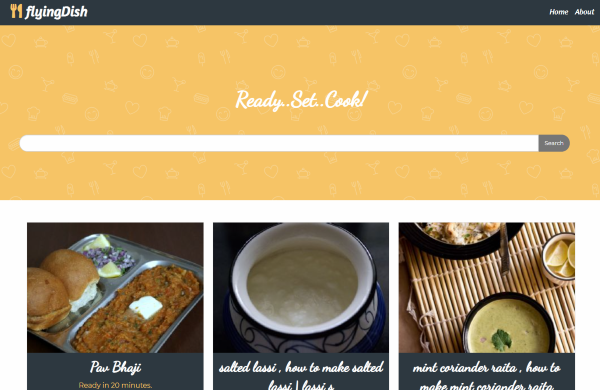 flyingDish
Home About
Ready..Set..Cook!
Search
Pav Bhaji
Ready in 20 minutes.
salted lassi , how to make salted
lassi | lassi s
mint coriander raita , how to
make mint coriander raita